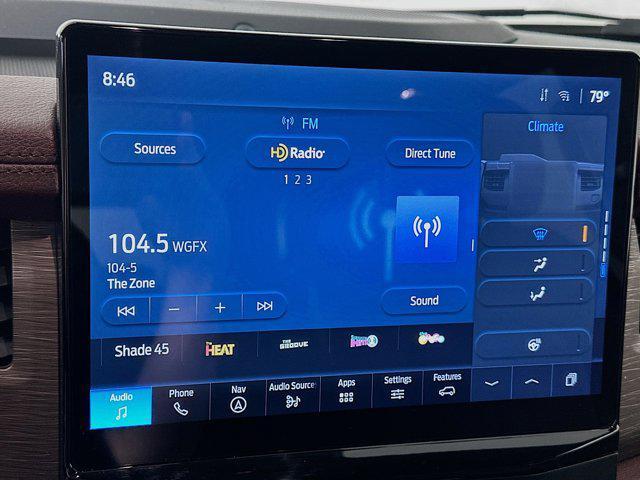 8:46
79°
FM
Climate
Sources
HD Radio
Direct Tune
1 2 3
104.5 WGFX
104-5
The Zone
Sound
Shade 45
HEAT
THE GROOVE
Audio
Phone
Nav
Audio Source
Apps
Settings
Features